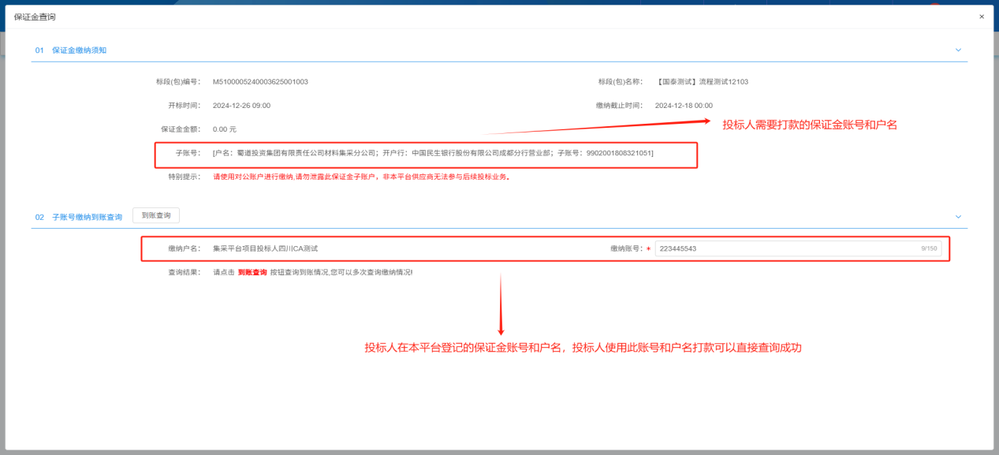 保证金查询
×
01 保证金缴纳须知
标段(包)编号: M5100005240003625001003 标段(包)名称: 【国泰测试】流程测试12103
开标时间: 2024-12-26 09:00 缴纳截止时间: 2024-12-18 00:00
保证金金额: 0.00 元
投标人需要打款的保证金账号和户名
子账号: [户名：蜀道投资集团有限责任公司材料集采分公司；开户行：中国民生银行股份有限公司成都分行营业部；子账号：9902001808321051]
特别提示: 请使用对公账户进行缴纳,请勿泄露此保证金子账户，非本平台供应商无法参与后续投标业务。
02 子账号缴纳到账查询 到账查询
缴纳户名: 集采平台项目投标人四川CA测试 缴纳账号: * 223445543 9/150
查询结果: 请点击 到账查询 按钮查询到账情况,您可以多次查询缴纳情况!
投标人在本平台登记的保证金账号和户名，投标人使用此账号和户名打款可以直接查询成功